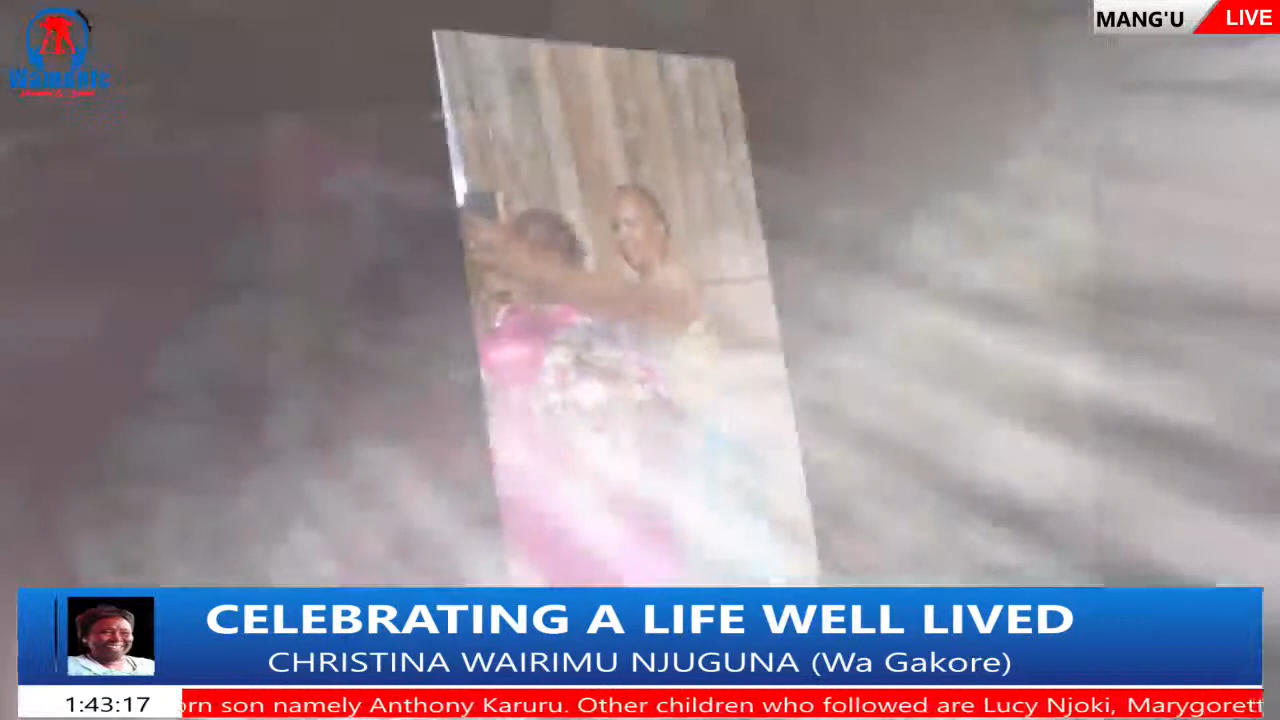 MANG'U
LIVE
Wamonic
CELEBRATING A LIFE WELL LIVED
CHRISTINA WAIRIMU NJUGUNA (Wa Gakore)
1:43:17
orn son namely Anthony Karuru. Other children who followed are Lucy Njoki, Marygorett